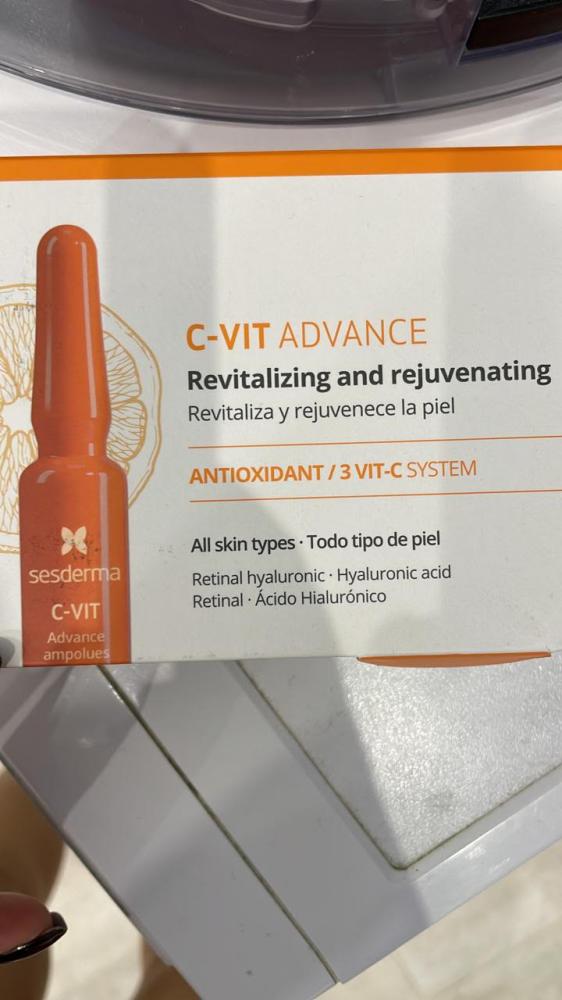 C-VIT ADVANCE
Revitalizing and rejuvenating
Revitaliza y rejuvenece la piel
ANTIOXIDANT / 3 VIT-C SYSTEM
All skin types · Todo tipo de piel
Retinal hyaluronic · Hyaluronic acid
Retinal · Ácido Hialurónico
sesderma
C-VIT
Advance
ampolues